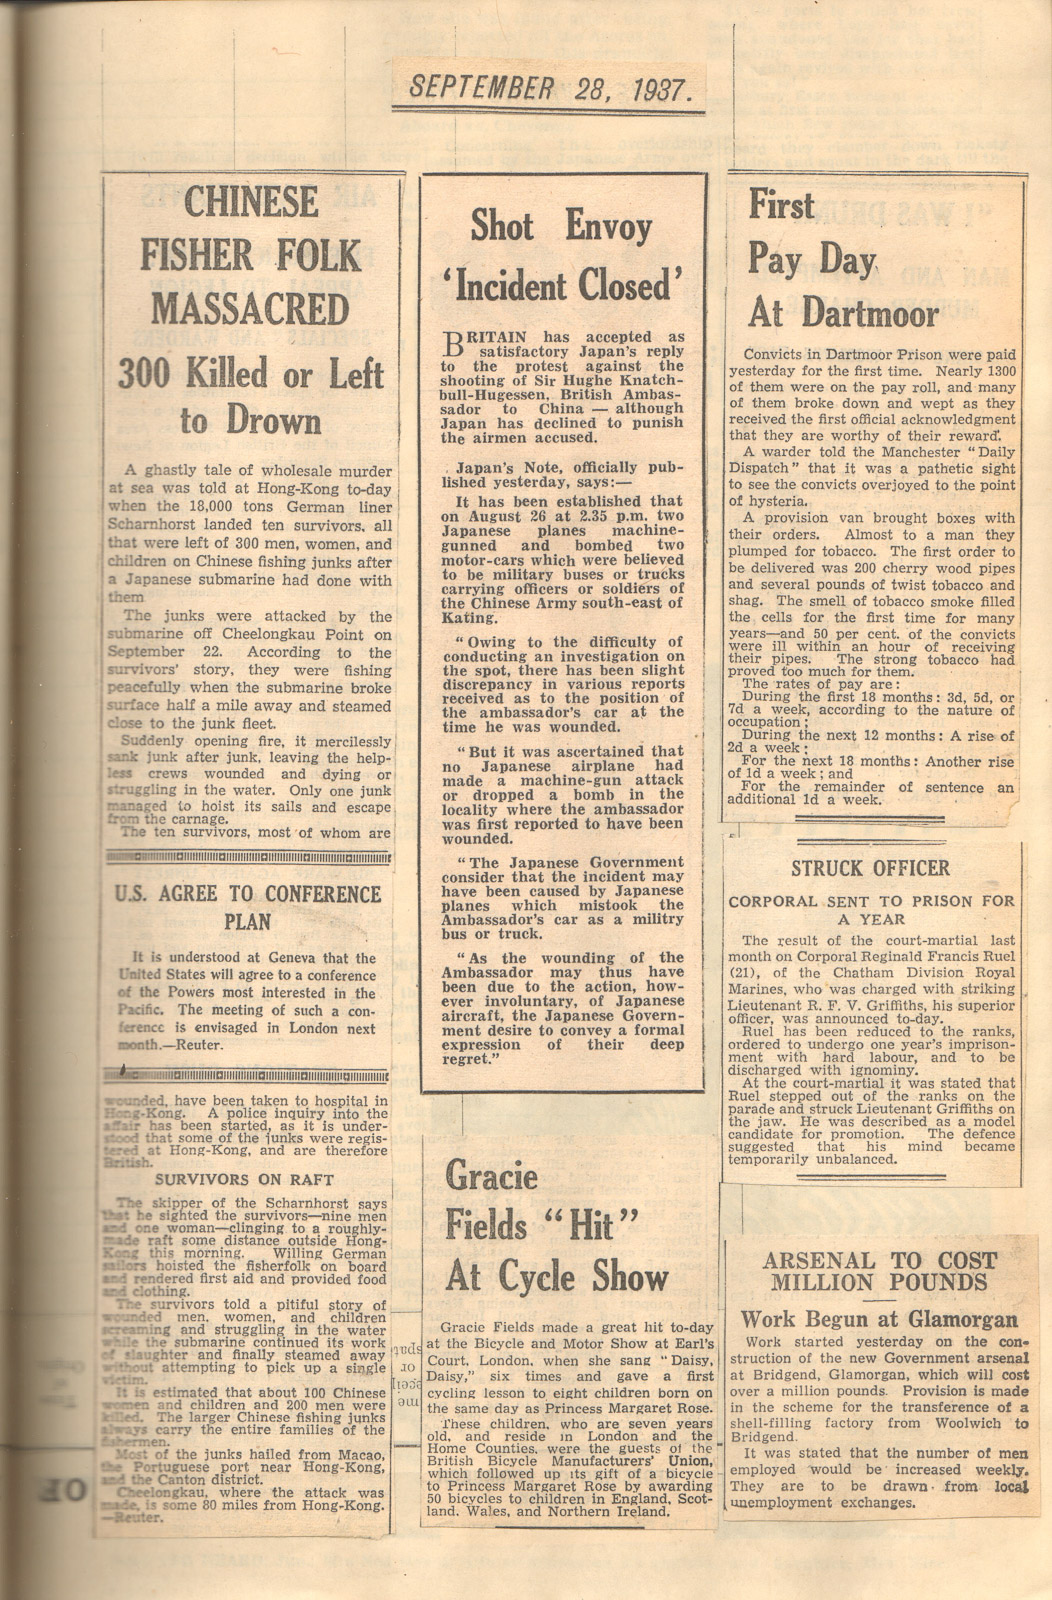 SEPTEMBER 28, 1937.
CHINESE
FISHER FOLK
MASSACRED
300 Killed or Left
to Drown
A ghastly tale of wholesale murder
at sea was told at Hong-Kong to-day
when the 18,000 tons German liner
Scharnhorst landed ten survivors, all
that were left of 300 men, women, and
children on Chinese fishing junks after
a Japanese submarine had done with
them
The junks were attacked by the
submarine off Cheelongkau Point on
September 22. According to the
survivors' story, they were fishing
peacefully when the submarine broke
surface half a mile away and steamed
close to the junk fleet.
Suddenly opening fire, it mercilessly
sank junk after junk, leaving the help-
less crews wounded and dying or
struggling in the water. Only one junk
managed to hoist its sails and escape
from the carnage.
The ten survivors, most of whom are
U.S. AGREE TO CONFERENCE
PLAN
It is understood at Geneva that the
United States will agree to a conference
of the Powers most interested in the
Pacific. The meeting of such a con-
ference is envisaged in London next
month.—Reuter.
wounded, have been taken to hospital in
Hong-Kong. A police inquiry into the
affair has been started, as it is under-
stood that some of the junks were regis-
tered at Hong-Kong, and are therefore
British.
SURVIVORS ON RAFT
The skipper of the Scharnhorst says
that he sighted the survivors—nine men
and one woman—clinging to a roughly-
made raft some distance outside Hong-
Kong this morning. Willing German
sailors hoisted the fisherfolk on board
and rendered first aid and provided food
and clothing.
The survivors told a pitiful story of
wounded men, women, and children
screaming and struggling in the water
while the submarine continued its work
of slaughter and finally steamed away
without attempting to pick up a single
victim.
It is estimated that about 100 Chinese
women and children and 200 men were
killed. The larger Chinese fishing junks
always carry the entire families of the
fishermen.
Most of the junks hailed from Macao,
the Portuguese port near Hong-Kong,
and the Canton district.
Cheelongkau, where the attack was
made, is some 80 miles from Hong-Kong.
—Reuter.
Shot Envoy
'Incident Closed'
BRITAIN has accepted as
satisfactory Japan's reply
to the protest against the
shooting of Sir Hughe Knatch-
bull-Hugessen, British Ambas-
sador to China — although
Japan has declined to punish
the airmen accused.
Japan's Note, officially pub-
lished yesterday, says:—
It has been established that
on August 26 at 2.35 p.m. two
Japanese planes machine-
gunned and bombed two
motor-cars which were believed
to be military buses or trucks
carrying officers or soldiers of
the Chinese Army south-east of
Kating.
"Owing to the difficulty of
conducting an investigation on
the spot, there has been slight
discrepancy in various reports
received as to the position of
the ambassador's car at the
time he was wounded.
"But it was ascertained that
no Japanese airplane had
made a machine-gun attack
or dropped a bomb in the
locality where the ambassador
was first reported to have been
wounded.
"The Japanese Government
consider that the incident may
have been caused by Japanese
planes which mistook the
Ambassador's car as a militry
bus or truck.
"As the wounding of the
Ambassador may thus have
been due to the action, how-
ever involuntary, of Japanese
aircraft, the Japanese Govern-
ment desire to convey a formal
expression of their deep
regret."
Gracie
Fields "Hit"
At Cycle Show
Gracie Fields made a great hit to-day
at the Bicycle and Motor Show at Earl's
Court, London, when she sang "Daisy,
Daisy," six times and gave a first
cycling lesson to eight children born on
the same day as Princess Margaret Rose.
These children, who are seven years
old, and reside in London and the
Home Counties, were the guests of the
British Bicycle Manufacturers' Union,
which followed up its gift of a bicycle
to Princess Margaret Rose by awarding
50 bicycles to children in England, Scot-
land, Wales, and Northern Ireland.
First
Pay Day
At Dartmoor
Convicts in Dartmoor Prison were paid
yesterday for the first time. Nearly 1300
of them were on the pay roll, and many
of them broke down and wept as they
received the first official acknowledgment
that they are worthy of their reward.
A warder told the Manchester "Daily
Dispatch" that it was a pathetic sight
to see the convicts overjoyed to the point
of hysteria.
A provision van brought boxes with
their orders. Almost to a man they
plumped for tobacco. The first order to
be delivered was 200 cherry wood pipes
and several pounds of twist tobacco and
shag. The smell of tobacco smoke filled
the cells for the first time for many
years—and 50 per cent. of the convicts
were ill within an hour of receiving
their pipes. The strong tobacco had
proved too much for them.
The rates of pay are:
During the first 18 months: 3d, 5d, or
7d a week, according to the nature of
occupation;
During the next 12 months: A rise of
2d a week;
For the next 18 months: Another rise
of 1d a week; and
For the remainder of sentence an
additional 1d a week.
STRUCK OFFICER
CORPORAL SENT TO PRISON FOR
A YEAR
The result of the court-martial last
month on Corporal Reginald Francis Ruel
(21), of the Chatham Division Royal
Marines, who was charged with striking
Lieutenant R. F. V. Griffiths, his superior
officer, was announced to-day.
Ruel has been reduced to the ranks,
ordered to undergo one year's imprison-
ment with hard labour, and to be
discharged with ignominy.
At the court-martial it was stated that
Ruel stepped out of the ranks on the
parade and struck Lieutenant Griffiths on
the jaw. He was described as a model
candidate for promotion. The defence
suggested that his mind became
temporarily unbalanced.
ARSENAL TO COST
MILLION POUNDS
Work Begun at Glamorgan
Work started yesterday on the con-
struction of the new Government arsenal
at Bridgend, Glamorgan, which will cost
over a million pounds. Provision is made
in the scheme for the transference of a
shell-filling factory from Woolwich to
Bridgend.
It was stated that the number of men
employed would be increased weekly.
They are to be drawn from local
unemployment exchanges.